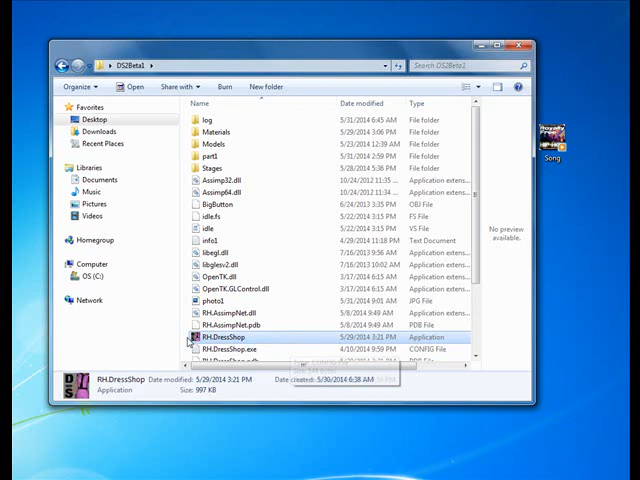 DS2Beta1
Search DS2Beta1
Organize Open Share with Burn New folder
Name Date modified Type
Favorites
Desktop
Downloads
Recent Places
Libraries
Documents
Music
Pictures
Videos
Homegroup
Computer
OS (C:)
Network
log 5/31/2014 6:45 AM File folder
Materials 5/29/2014 3:06 PM File folder
Models 5/23/2014 12:39 AM File folder
part1 5/31/2014 2:59 PM File folder
Stages 5/28/2014 5:36 PM File folder
Assimp32.dll 10/24/2012 11:35 ... Application extens...
Assimp64.dll 10/24/2012 11:34 ... Application extens...
BigButton 6/24/2013 3:35 PM OBJ File
idle.fs 5/22/2014 3:15 PM FS File
idle 5/22/2014 3:15 PM VS File
info1 4/29/2014 11:18 PM Text Document
libegl.dll 7/16/2013 9:56 AM Application extens...
libglesv2.dll 7/16/2013 10:02 AM Application extens...
OpenTK.dll 3/17/2014 6:45 AM Application extens...
OpenTK.GLControl.dll 3/17/2014 6:45 AM Application extens...
photo1 5/31/2014 9:01 AM JPG File
RH.AssimpNet.dll 5/8/2014 9:49 AM Application extens...
RH.AssimpNet.pdb 5/8/2014 9:49 AM PDB File
RH.DressShop 5/29/2014 3:21 PM Application
RH.DressShop.exe 4/10/2014 9:59 PM CONFIG File
No preview
available.
RH.DressShop Date modified: 5/29/2014 3:21 PM Date created: 5/30/2014 6:38 AM
Application Size: 997 KB
Song